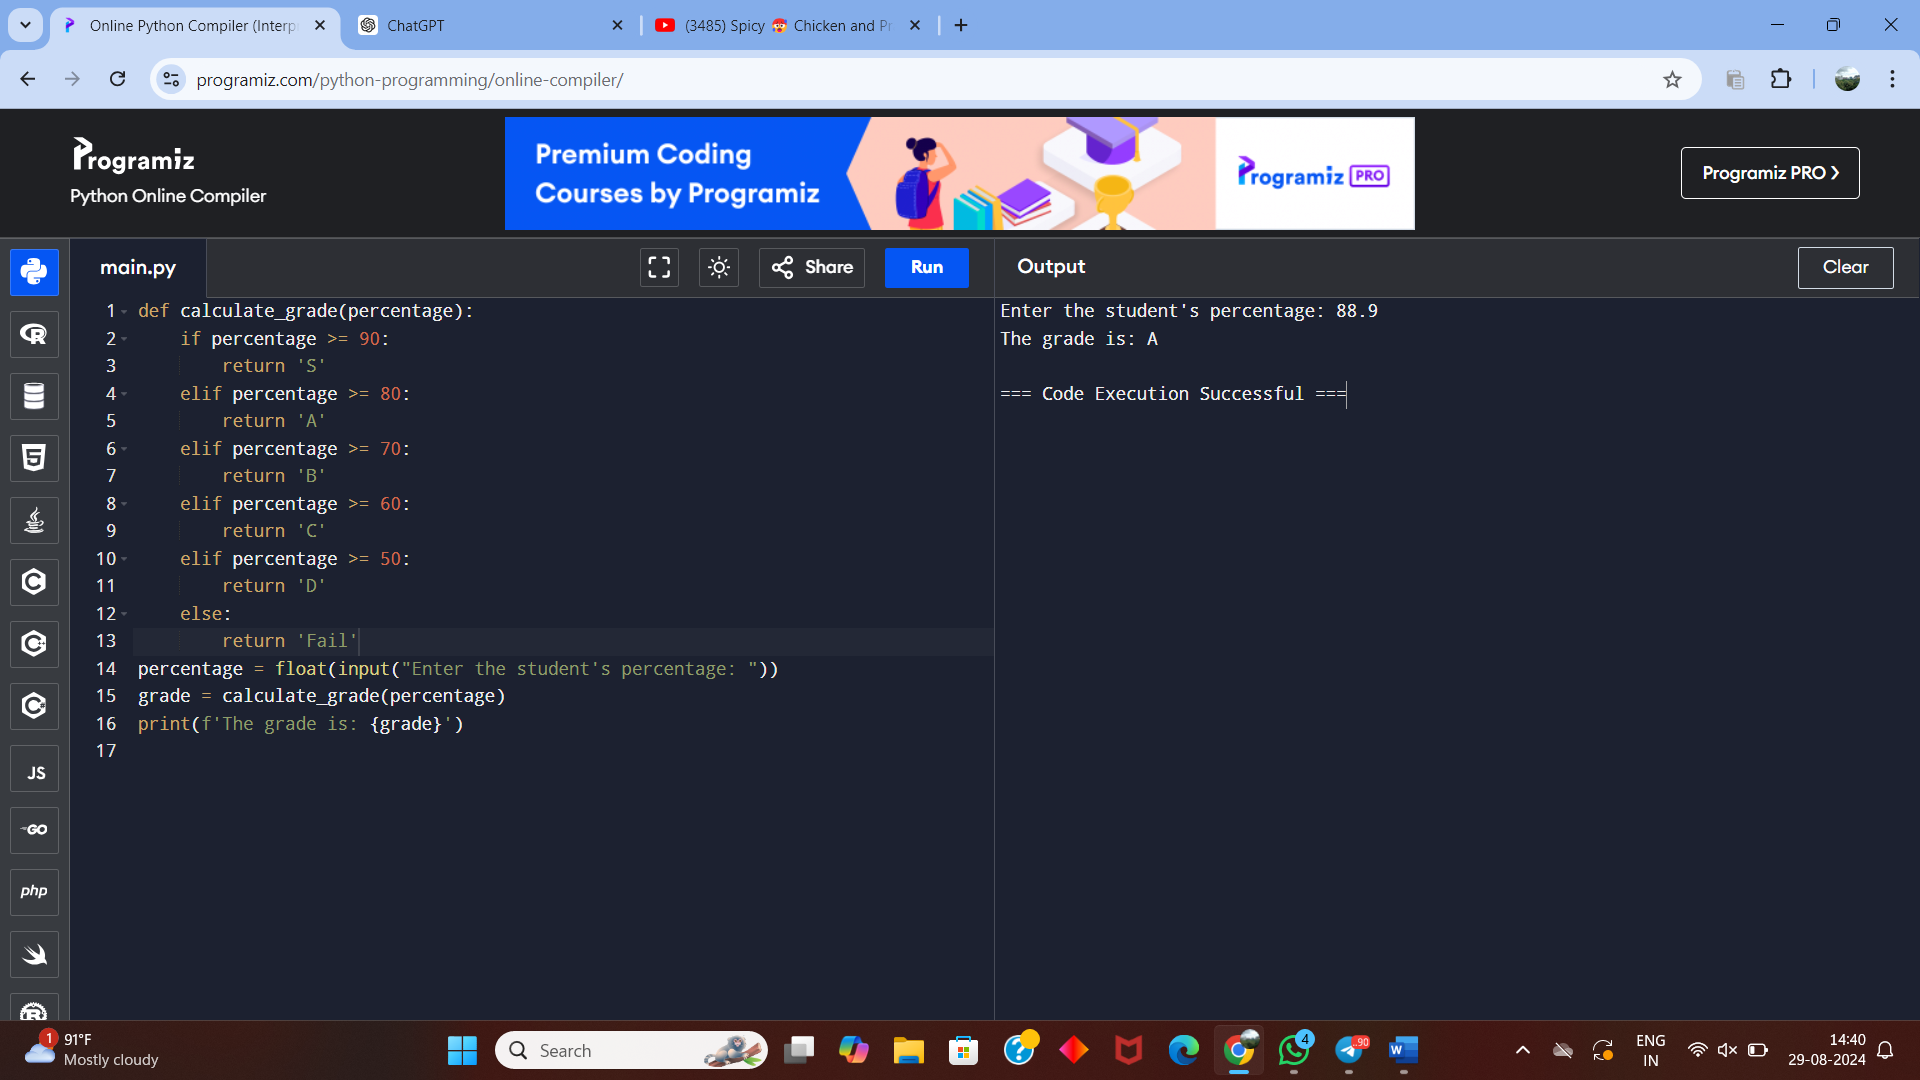 Online Python Compiler (Interp
ChatGPT
(3485) Spicy Chicken and Pr
programiz.com/python-programming/online-compiler/
Programiz
Python Online Compiler
Premium Coding
Courses by Programiz
Programiz PRO
Programiz PRO
main.py
Share
Run
Output
Clear
1 def calculate_grade(percentage):
2     if percentage >= 90:
3         return 'S'
4     elif percentage >= 80:
5         return 'A'
6     elif percentage >= 70:
7         return 'B'
8     elif percentage >= 60:
9         return 'C'
10     elif percentage >= 50:
11         return 'D'
12     else:
13         return 'Fail'
14 percentage = float(input("Enter the student's percentage: "))
15 grade = calculate_grade(percentage)
16 print(f'The grade is: {grade}')
17
Enter the student's percentage: 88.9
The grade is: A
=== Code Execution Successful ===
JS
GO
php
1
91°F
Mostly cloudy
Search
4
90
ENG
IN
14:40
29-08-2024